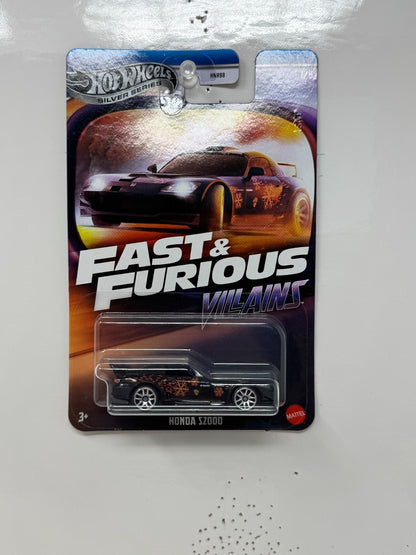 Hot Wheels
SILVER SERIES
HNR88
FAST &
FURIOUS
VILLAINS
HONDA S2000
3+
MATTEL